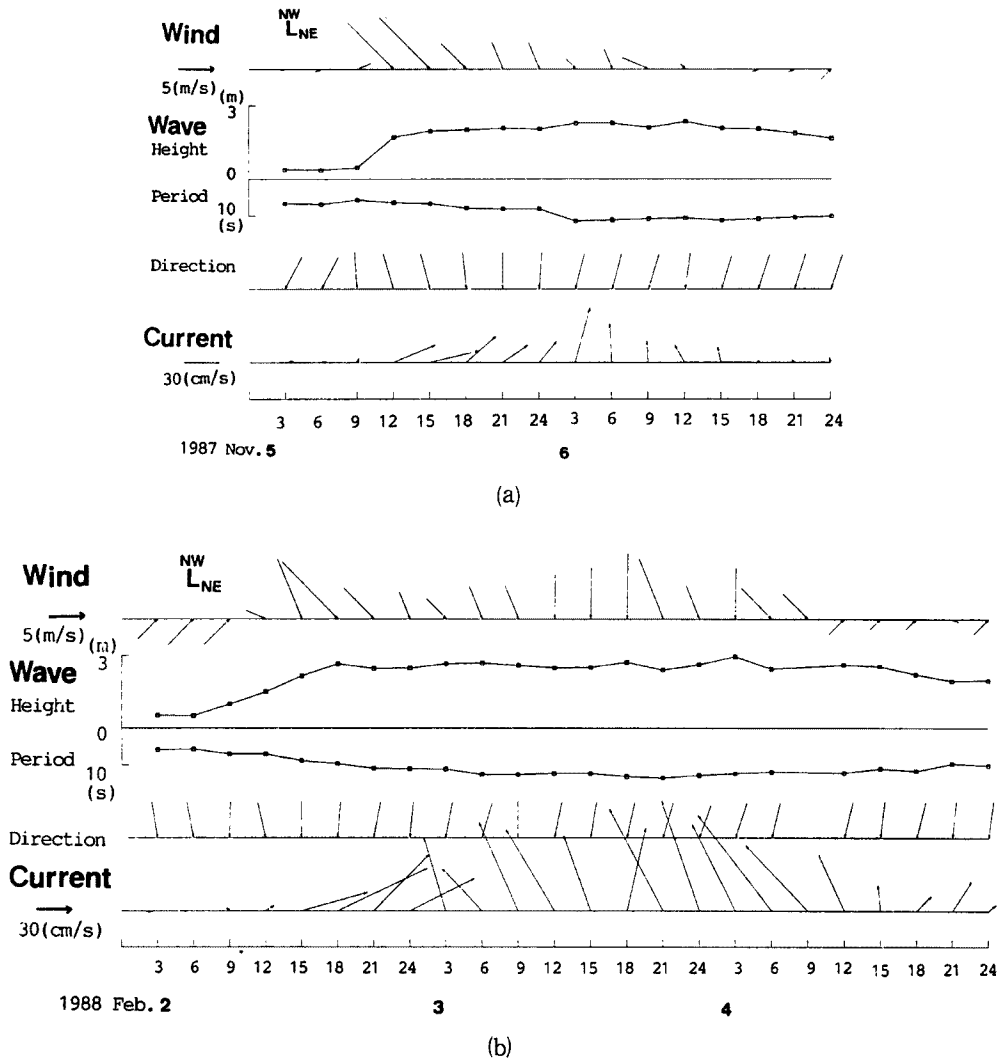 NW
Wind L NE
5(m/s) (m)
3
Wave
Height
0
Period
10
(s)
Direction
Current
30(cm/s)
3 6 9 12 15 18 21 24 3 6 9 12 15 18 21 24
1987 Nov. 5 6
(a)
NW
Wind L NE
5(m/s) (m)
3
Wave
Height
0
Period
10
(s)
Direction
Current
30(cm/s)
3 6 9 12 15 18 21 24 3 6 9 12 15 18 21 24 3 6 9 12 15 18 21 24
1988 Feb. 2 3 4
(b)